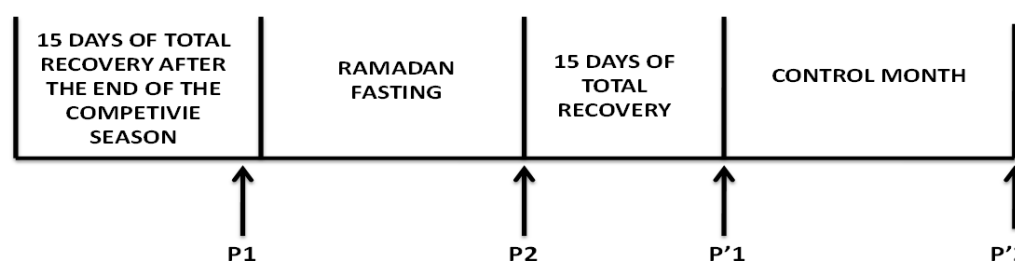 15 DAYS OF TOTAL
RECOVERY AFTER
THE END OF THE
COMPETIVIE
SEASON
RAMADAN
FASTING
15 DAYS OF
TOTAL
RECOVERY
CONTROL MONTH
P1
P2
P'1